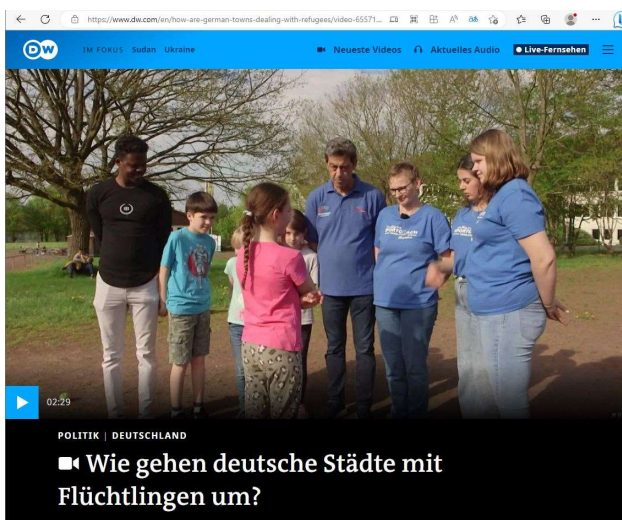 https://www.dw.com/en/how-are-german-towns-dealing-with-refugees/video-65571...
DW IM FOKUS Sudan Ukraine Neueste Videos Aktuelles Audio Live-Fernsehen
02:29
POLITIK | DEUTSCHLAND
Wie gehen deutsche Städte mit
Flüchtlingen um?